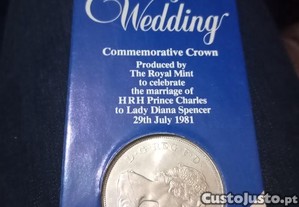 Wedding
Commemorative Crown
Produced by
The Royal Mint
to celebrate
the marriage of
HRH Prince Charles
to Lady Diana Spencer
29th July 1981
CustoJusto.pt